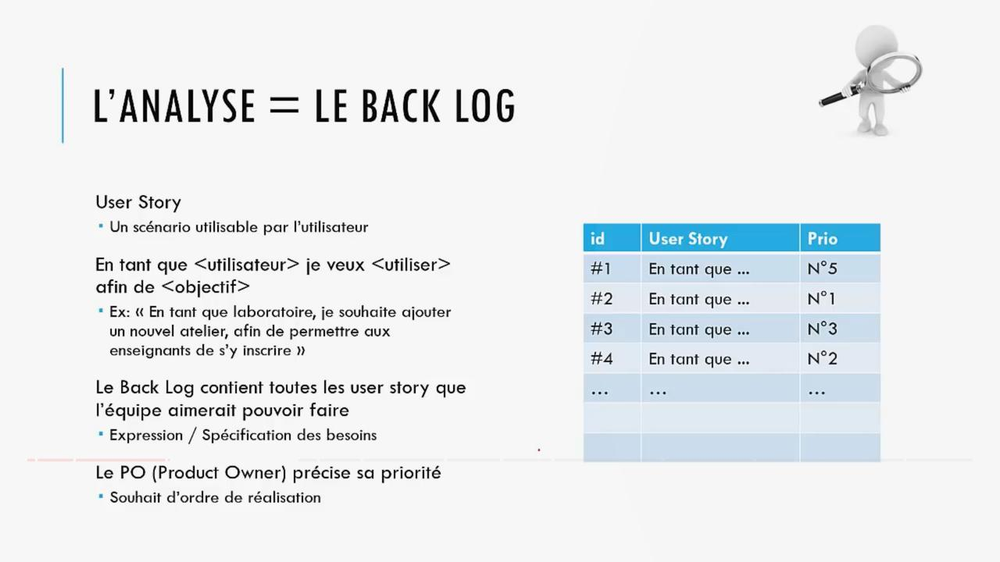 L'ANALYSE = LE BACK LOG
User Story
▪ Un scénario utilisable par l'utilisateur
En tant que <utilisateur> je veux <utiliser>
afin de <objectif>
▪ Ex: « En tant que laboratoire, je souhaite ajouter
un nouvel atelier, afin de permettre aux
enseignants de s'y inscrire »
Le Back Log contient toutes les user story que
l'équipe aimerait pouvoir faire
▪ Expression / Spécification des besoins
Le PO (Product Owner) précise sa priorité
▪ Souhait d'ordre de réalisation
id User Story Prio
#1 En tant que ... N°5
#2 En tant que ... N°1
#3 En tant que ... N°3
#4 En tant que ... N°2
... ... ...